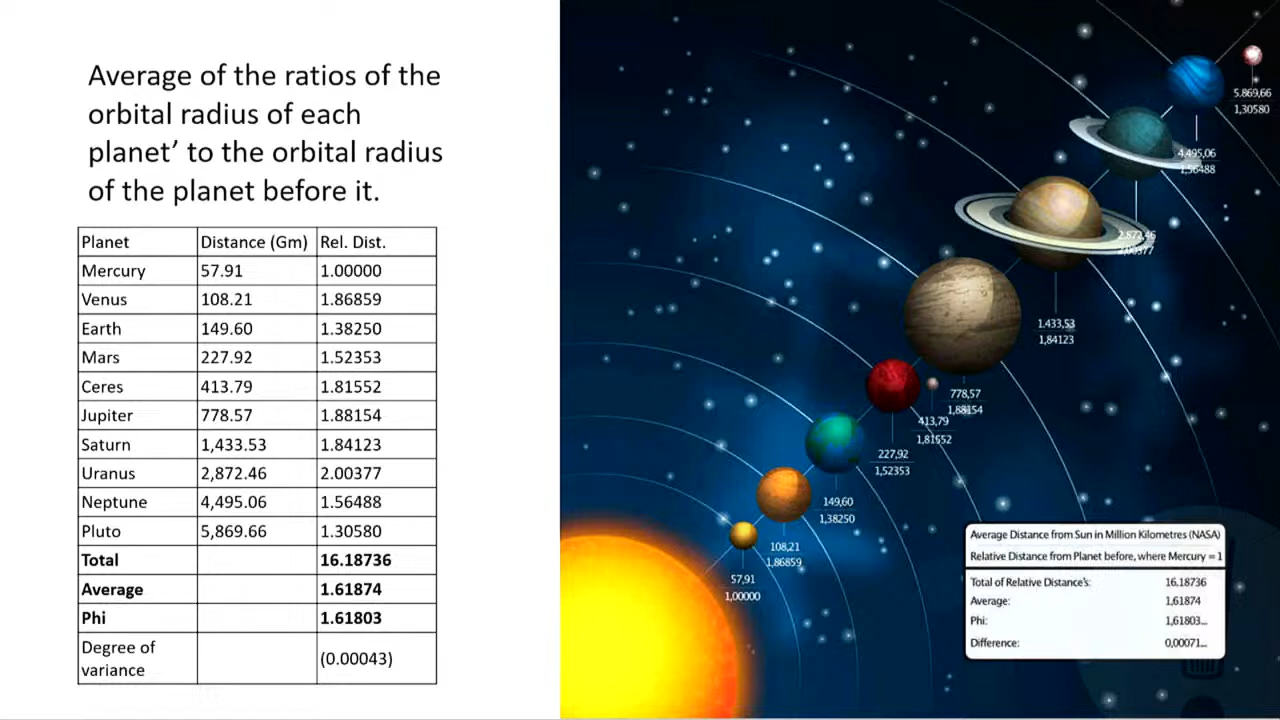 Average of the ratios of the
orbital radius of each
planet’ to the orbital radius
of the planet before it.
Planet Distance (Gm) Rel. Dist.
Mercury 57.91 1.00000
Venus 108.21 1.86859
Earth 149.60 1.38250
Mars 227.92 1.52353
Ceres 413.79 1.81552
Jupiter 778.57 1.88154
Saturn 1,433.53 1.84123
Uranus 2,872.46 2.00377
Neptune 4,495.06 1.56488
Pluto 5,869.66 1.30580
Total 16.18736
Average 1.61874
Phi 1.61803
Degree of
variance (0.00043)
5.869,66
1,30580
4.495,06
1,56488
2.872,46
2,00377
1.433,53
1,84123
778,57
1,88154
413,79
1,81552
227,92
1,52353
149,60
1,38250
108,21
1,86859
57,91
1,00000
Average Distance from Sun in Million Kilometres (NASA)
Relative Distance from Planet before, where Mercury = 1
Total of Relative Distance's: 16.18736
Average: 1,61874
Phi: 1,61803...
Difference: 0,00071...